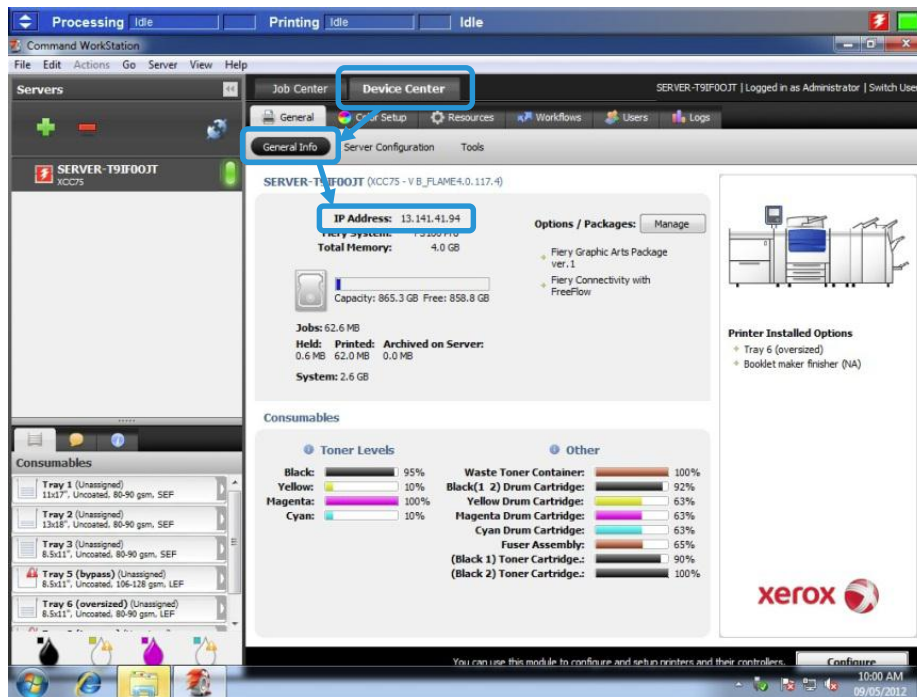 Processing Idle Printing Idle Idle
Command WorkStation
File Edit Actions Go Server View Help
Servers
SERVER-T9IF00JT
XCC75
Job Center Device Center SERVER-T9IF00JT | Logged in as Administrator | Switch User
General Color Setup Resources Workflows Users Logs
General Info Server Configuration Tools
SERVER-T9IF00JT (XCC75 - V B_FLAME4.0.117.4)
IP Address: 13.141.41.94
Fiery System:
Total Memory: 4.0 GB
Capacity: 865.3 GB Free: 858.8 GB
Jobs: 62.6 MB
Held: Printed: Archived on Server:
0.6 MB 62.0 MB 0.0 MB
System: 2.6 GB
Options / Packages: Manage
Fiery Graphic Arts Package
ver.1
Fiery Connectivity with
FreeFlow
Printer Installed Options
Tray 6 (oversized)
Booklet maker finisher (NA)
Consumables
Toner Levels
Black: 95%
Yellow: 10%
Magenta: 100%
Cyan: 10%
Other
Waste Toner Container: 100%
Black(1 2) Drum Cartridge: 92%
Yellow Drum Cartridge: 63%
Magenta Drum Cartridge: 63%
Cyan Drum Cartridge: 63%
Fuser Assembly: 65%
(Black 1) Toner Cartridge.: 90%
(Black 2) Toner Cartridge.: 100%
xerox
Consumables
Tray 1 (Unassigned)
11x17", Uncoated, 80-90 gsm, SEF
Tray 2 (Unassigned)
13x18", Uncoated, 80-90 gsm, SEF
Tray 3 (Unassigned)
8.5x11", Uncoated, 80-90 gsm, SEF
Tray 5 (bypass) (Unassigned)
8.5x11", Uncoated, 106-128 gsm, LEF
Tray 6 (oversized) (Unassigned)
8.5x11", Uncoated, 80-90 gsm, LEF
You can use this module to configure and setup printers and their controllers. Configure
10:00 AM
09/05/2012